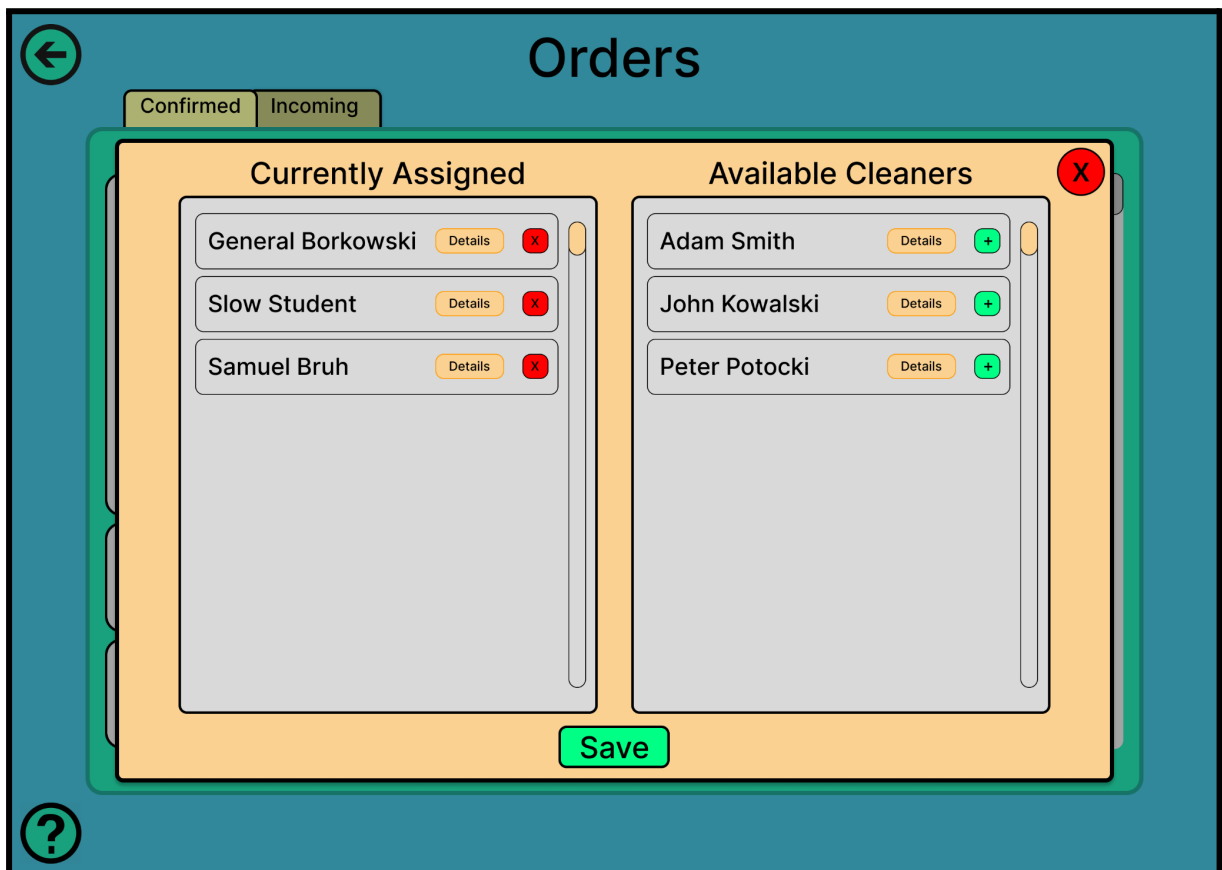 Orders
Confirmed Incoming
Currently Assigned Available Cleaners X
General Borkowski Details X Adam Smith Details +
Slow Student Details X John Kowalski Details +
Samuel Bruh Details X Peter Potocki Details +
Save
?